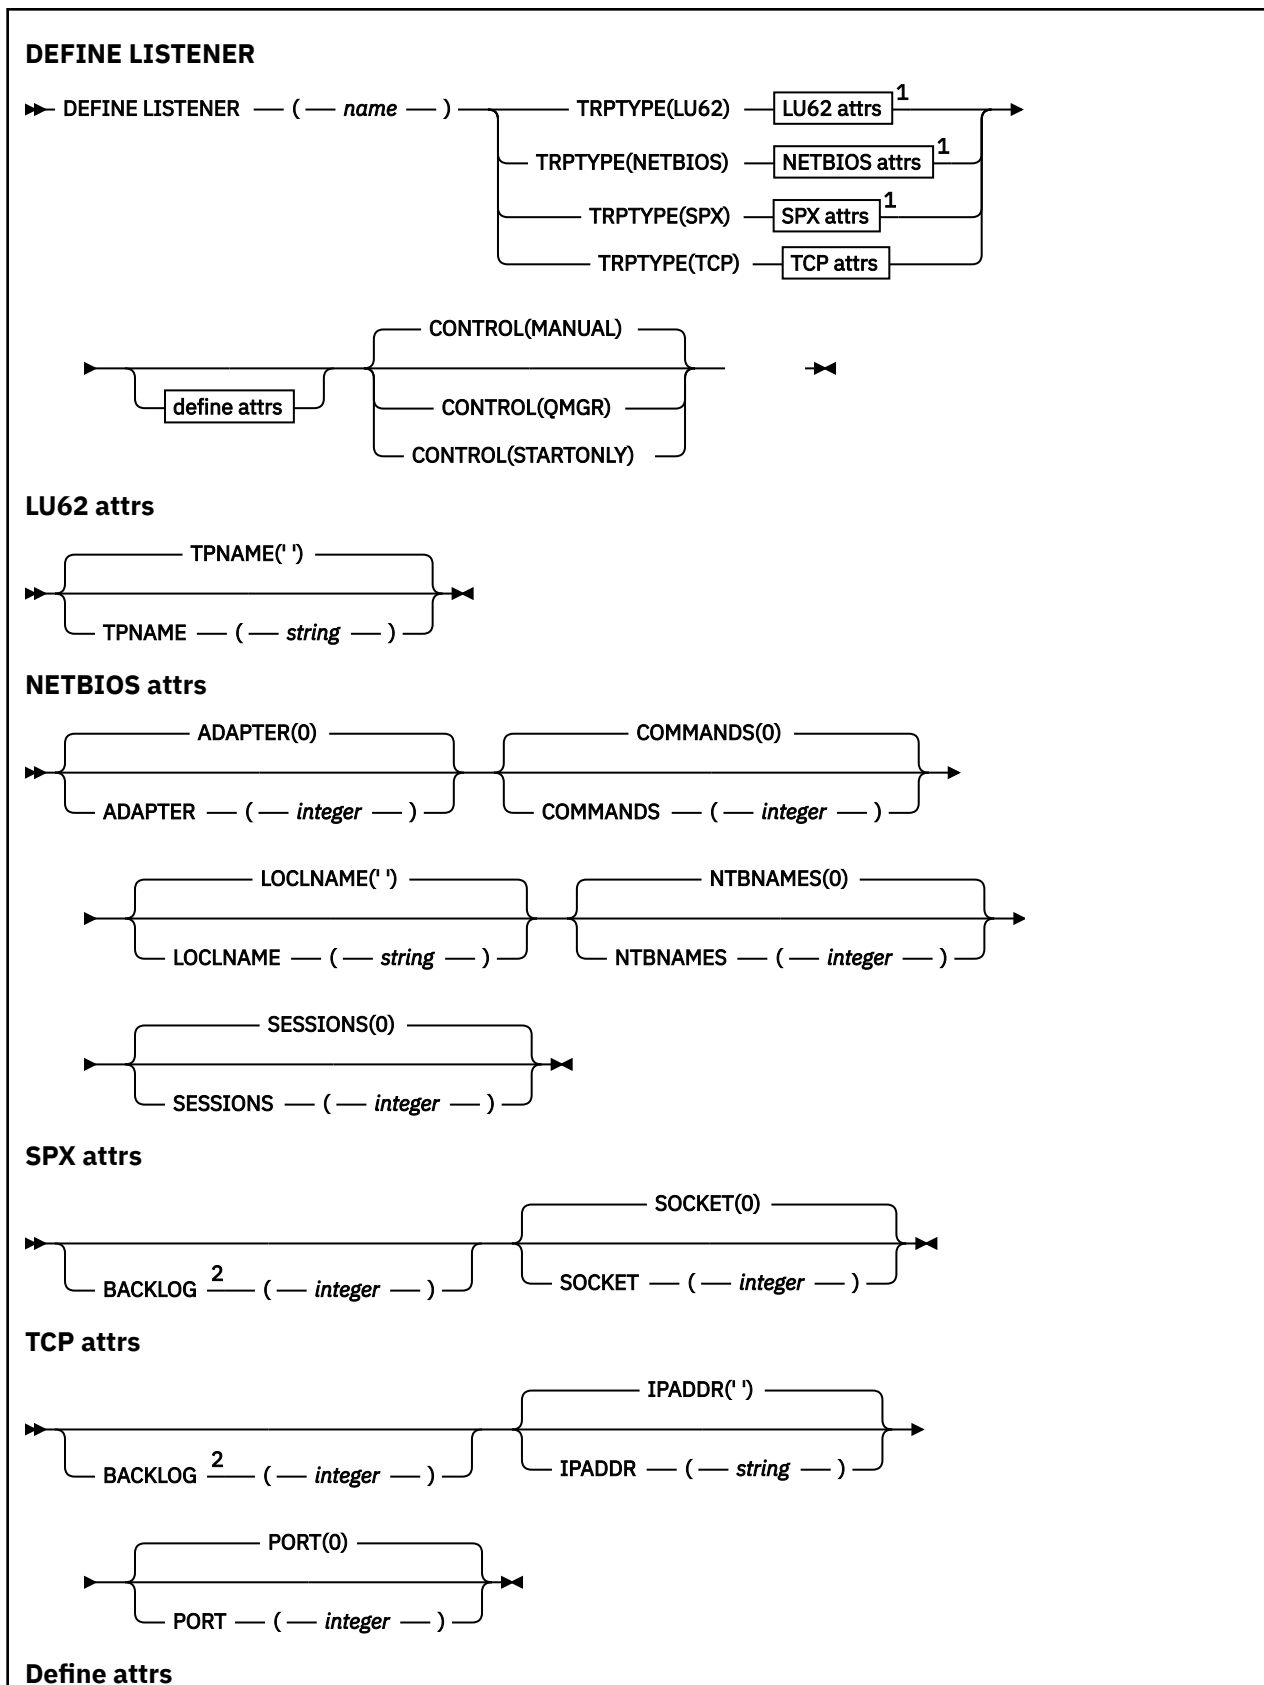 DEFINE LISTENER
DEFINE LISTENER ( name ) TRPTYPE(LU62) LU62 attrs 1
TRPTYPE(NETBIOS) NETBIOS attrs 1
TRPTYPE(SPX) SPX attrs 1
TRPTYPE(TCP) TCP attrs
CONTROL(MANUAL)
define attrs CONTROL(QMGR)
CONTROL(STARTONLY)
LU62 attrs
TPNAME(' ')
TPNAME ( string )
NETBIOS attrs
ADAPTER(0) COMMANDS(0)
ADAPTER ( integer ) COMMANDS ( integer )
LOCLNAME(' ') NTBNAMES(0)
LOCLNAME ( string ) NTBNAMES ( integer )
SESSIONS(0)
SESSIONS ( integer )
SPX attrs
SOCKET(0)
BACKLOG 2 ( integer ) SOCKET ( integer )
TCP attrs
IPADDR(' ')
BACKLOG 2 ( integer ) IPADDR ( string )
PORT(0)
PORT ( integer )
Define attrs